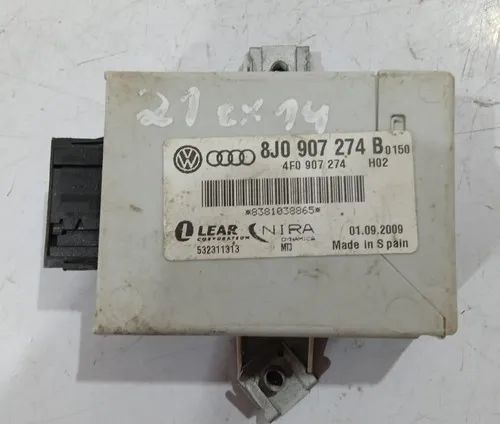 21 cx 14
8J0 907 274 B 0150
4F0 907 274 H02
*8381038865*
LEAR NIRA 01.09.2009
CORPORATION DYNAMICS Made in Spain
532311313 MTJ